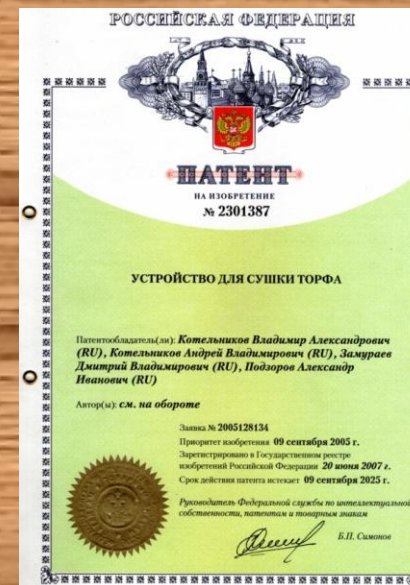 РОССИЙСКАЯ ФЕДЕРАЦИЯ
ПАТЕНТ
НА ИЗОБРЕТЕНИЕ
№ 2301387
УСТРОЙСТВО ДЛЯ СУШКИ ТОРФА
Патентообладатель(ли): Котельников Владимир Александрович
(RU), Котельников Андрей Владимирович (RU), Замураев
Дмитрий Владимирович (RU), Подзоров Александр
Иванович (RU)
Автор(ы): см. на обороте
Заявка № 2005128134
Приоритет изобретения 09 сентября 2005 г.
Зарегистрировано в Государственном реестре
изобретений Российской Федерации 20 июня 2007 г.
Срок действия патента истекает 09 сентября 2025 г.
Руководитель Федеральной службы по интеллектуальной
собственности, патентам и товарным знакам
Б.П. Симонов